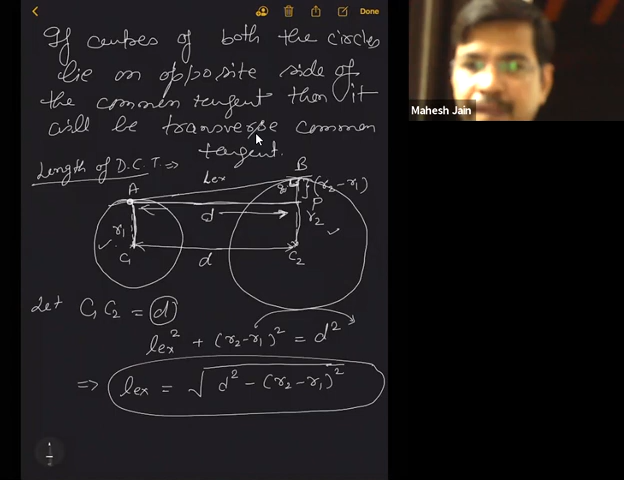 Done
If centres of both the circles
lie on opposite side of
the common tangent then it
will be transverse common
tangent.
Length of D.C.T. ⇒
Lex
A
B
(r₂-r₁)
P
d
r₁
r₂
C₁
d
C₂
Let C₁C₂ = d
lex² + (r₂-r₁)² = d²
⇒ lex = √d² - (r₂-r₁)²
Mahesh Jain